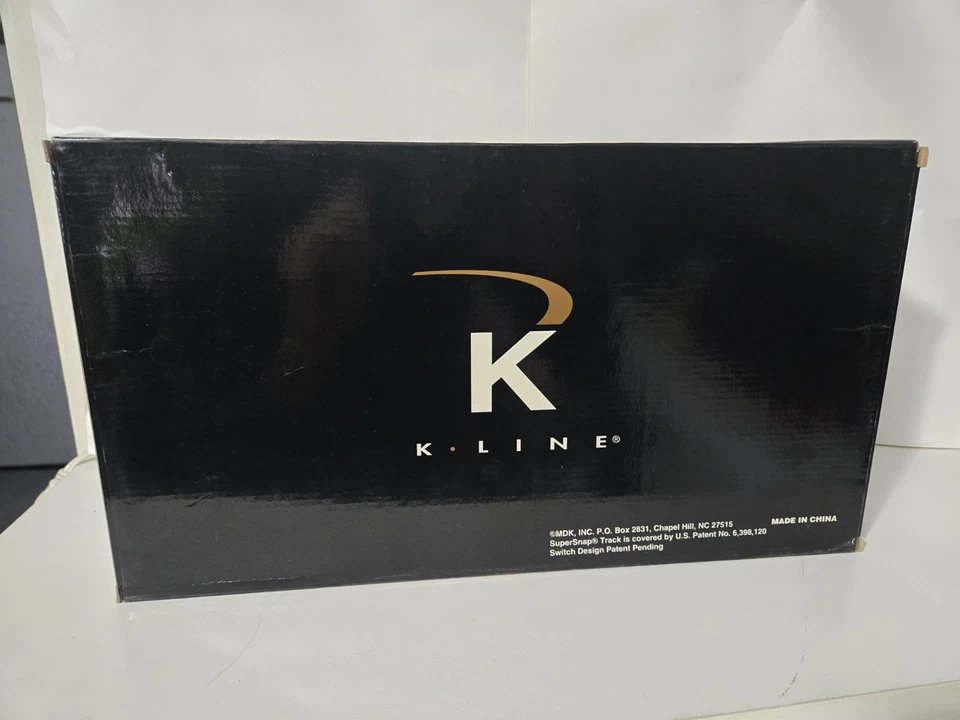 K
K·LINE®
©MDK, INC. P.O. Box 2831, Chapel Hill, NC 27515 MADE IN CHINA
SuperSnap® Track is covered by U.S. Patent No. 6,398,120
Switch Design Patent Pending